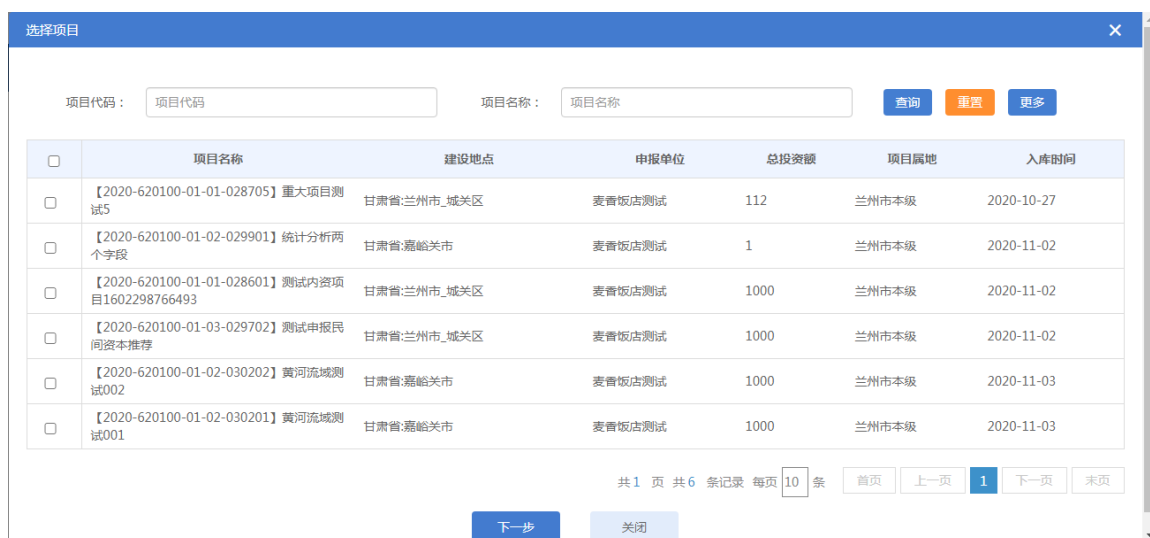 选择项目
项目代码： 项目代码 项目名称： 项目名称 查询 重置 更多
项目名称 建设地点 申报单位 总投资额 项目属地 入库时间
【2020-620100-01-01-028705】重大项目测
试5
甘肃省;兰州市_城关区 麦香饭店测试 112 兰州市本级 2020-10-27
【2020-620100-01-02-029901】统计分析两
个字段
甘肃省;嘉峪关市 麦香饭店测试 1 兰州市本级 2020-11-02
【2020-620100-01-01-028601】测试内资项
目1602298766493
甘肃省;兰州市_城关区 麦香饭店测试 1000 兰州市本级 2020-11-02
【2020-620100-01-03-029702】测试申报民
间资本推荐
甘肃省;兰州市_城关区 麦香饭店测试 1000 兰州市本级 2020-11-02
【2020-620100-01-02-030202】黄河流域测
试002
甘肃省;嘉峪关市 麦香饭店测试 1000 兰州市本级 2020-11-03
【2020-620100-01-02-030201】黄河流域测
试001
甘肃省;嘉峪关市 麦香饭店测试 1000 兰州市本级 2020-11-03
共1 页 共6 条记录 每页 10 条 首页 上一页 1 下一页 末页
下一步 关闭